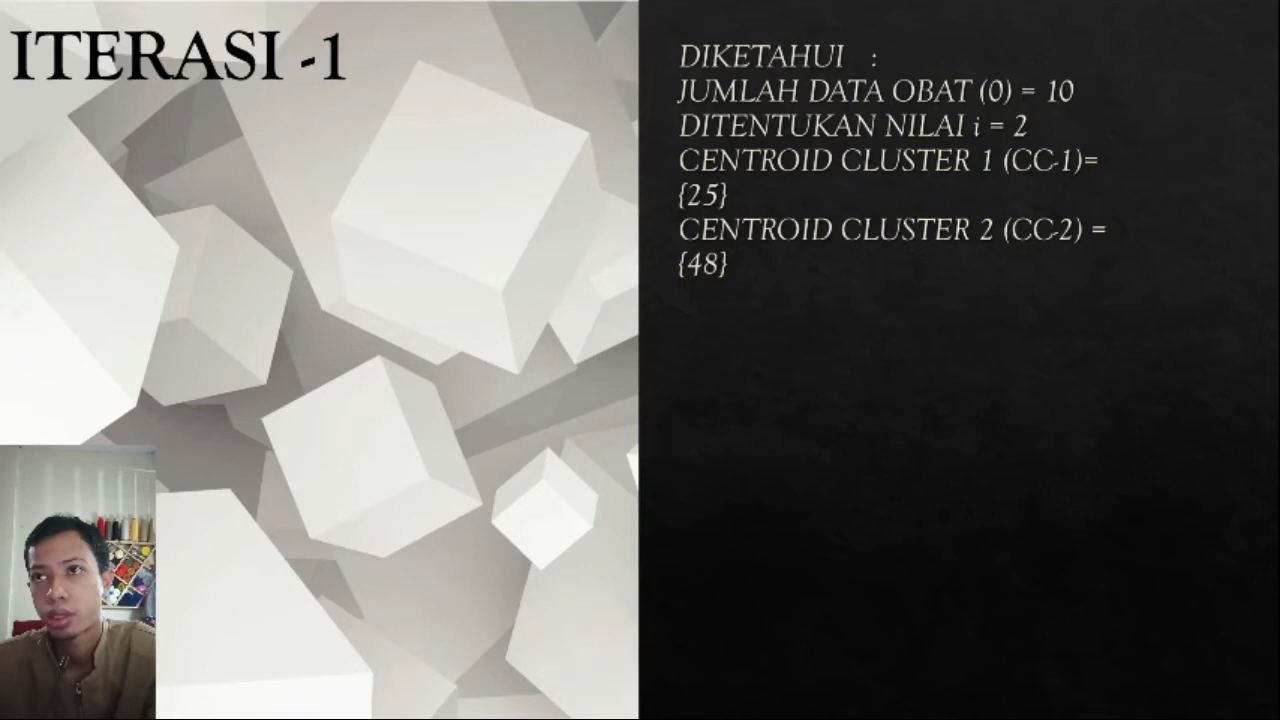 ITERASI -1
DIKETAHUI :
JUMLAH DATA OBAT (0) = 10
DITENTUKAN NILAI i = 2
CENTROID CLUSTER 1 (CC-1)=
{25}
CENTROID CLUSTER 2 (CC-2) =
{48}